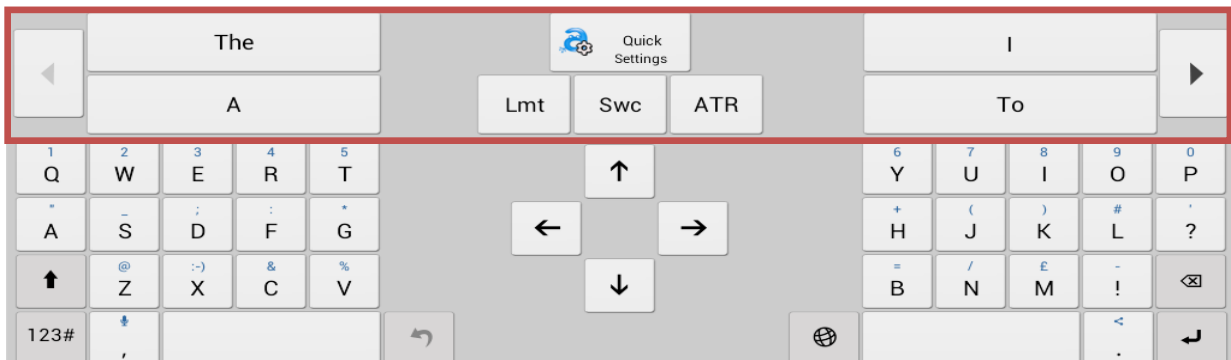 The Quick Settings I
A Lmt Swc ATR To
1 2 3 4 5 6 7 8 9 0
Q W E R T Y U I O P
" _ ; : * + ( ) # '
A S D F G H J K L ?
@ :-) & % = / £ -
Z X C V B N M !
123# , .